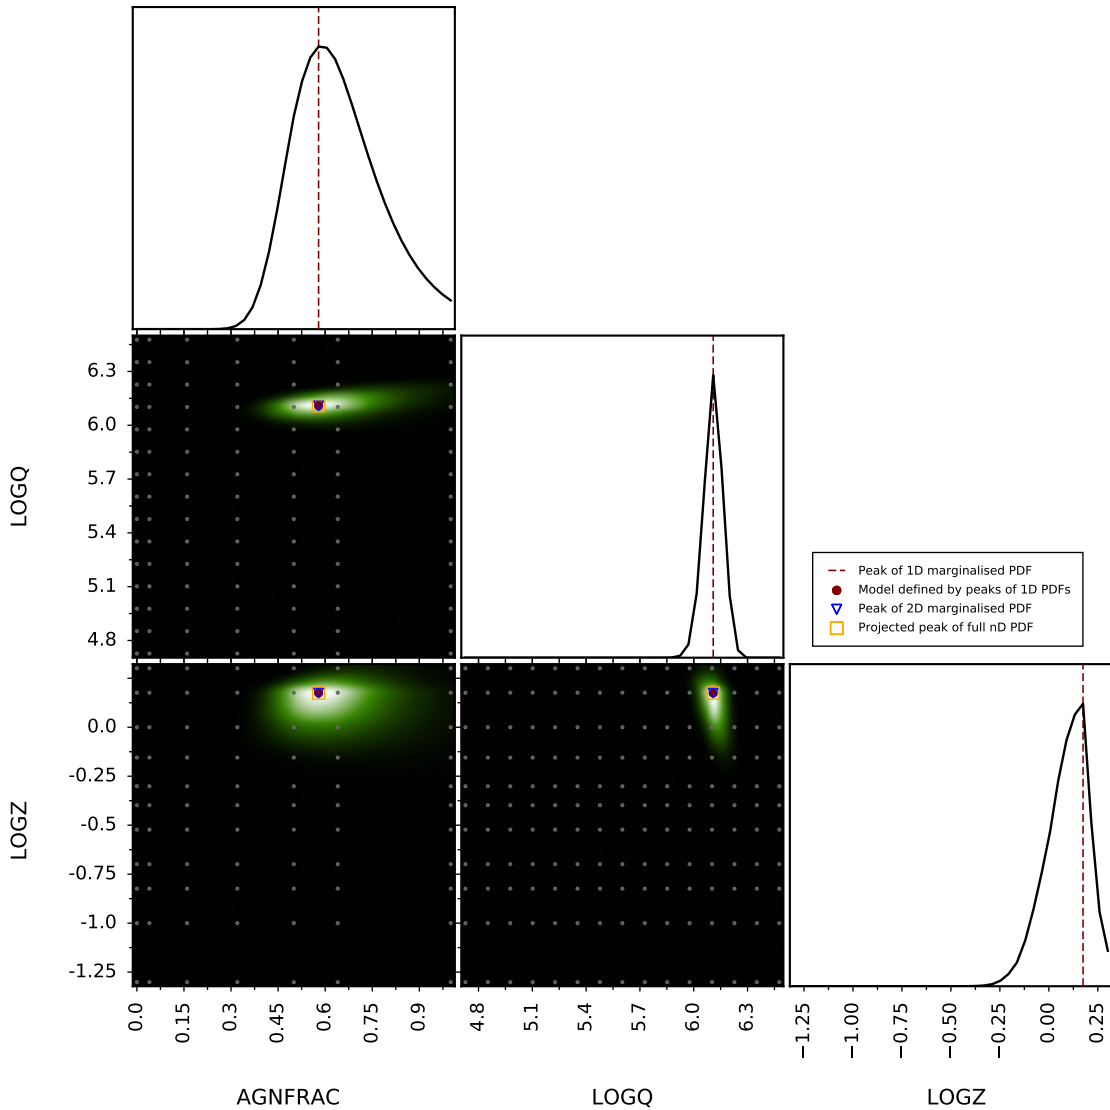 6.3
6.0
5.7
5.4
5.1
4.8
LOGQ
Peak of 1D marginalised PDF
Model defined by peaks of 1D PDFs
Peak of 2D marginalised PDF
Projected peak of full nD PDF
0.0
-0.25
-0.5
-0.75
-1.0
-1.25
LOGZ
0.0 0.15 0.3 0.45 0.6 0.75 0.9
4.8 5.1 5.4 5.7 6.0 6.3
−1.25 −1.00 −0.75 −0.50 −0.25 0.00 0.25
AGNFRAC LOGQ LOGZ